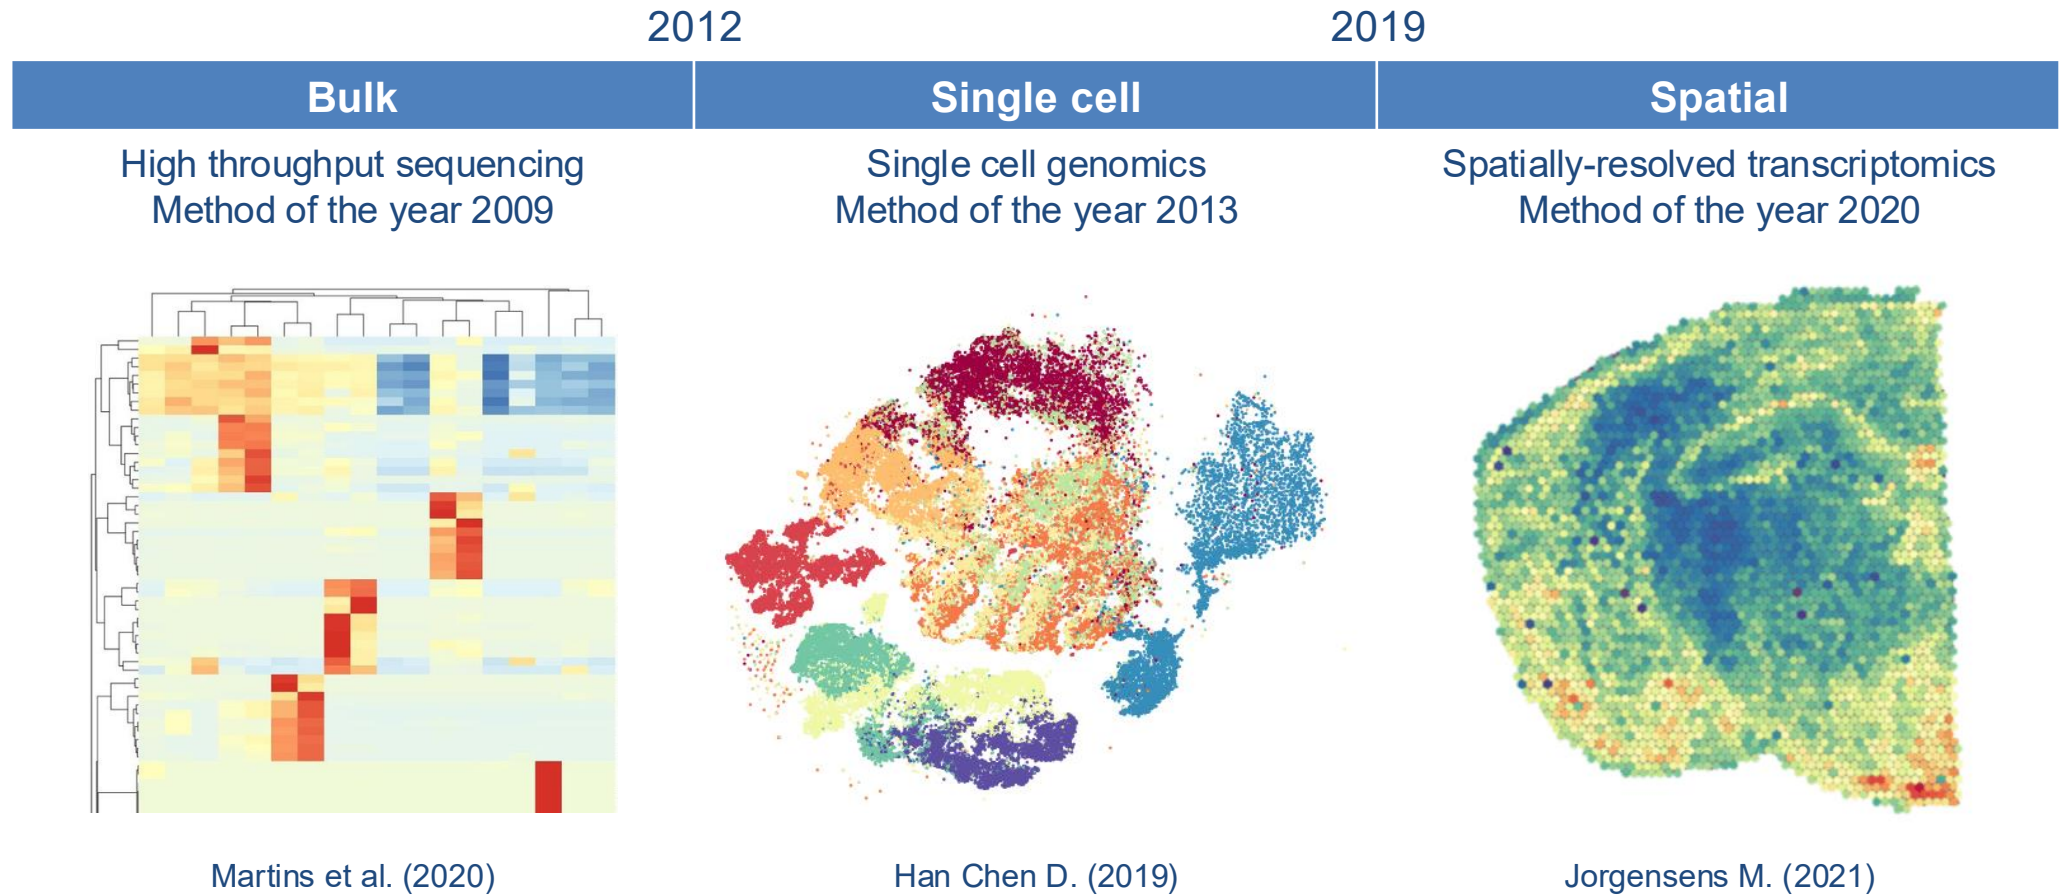 2012
2019
Bulk
Single cell
Spatial
High throughput sequencing
Method of the year 2009
Single cell genomics
Method of the year 2013
Spatially-resolved transcriptomics
Method of the year 2020
Martins et al. (2020)
Han Chen D. (2019)
Jorgensens M. (2021)